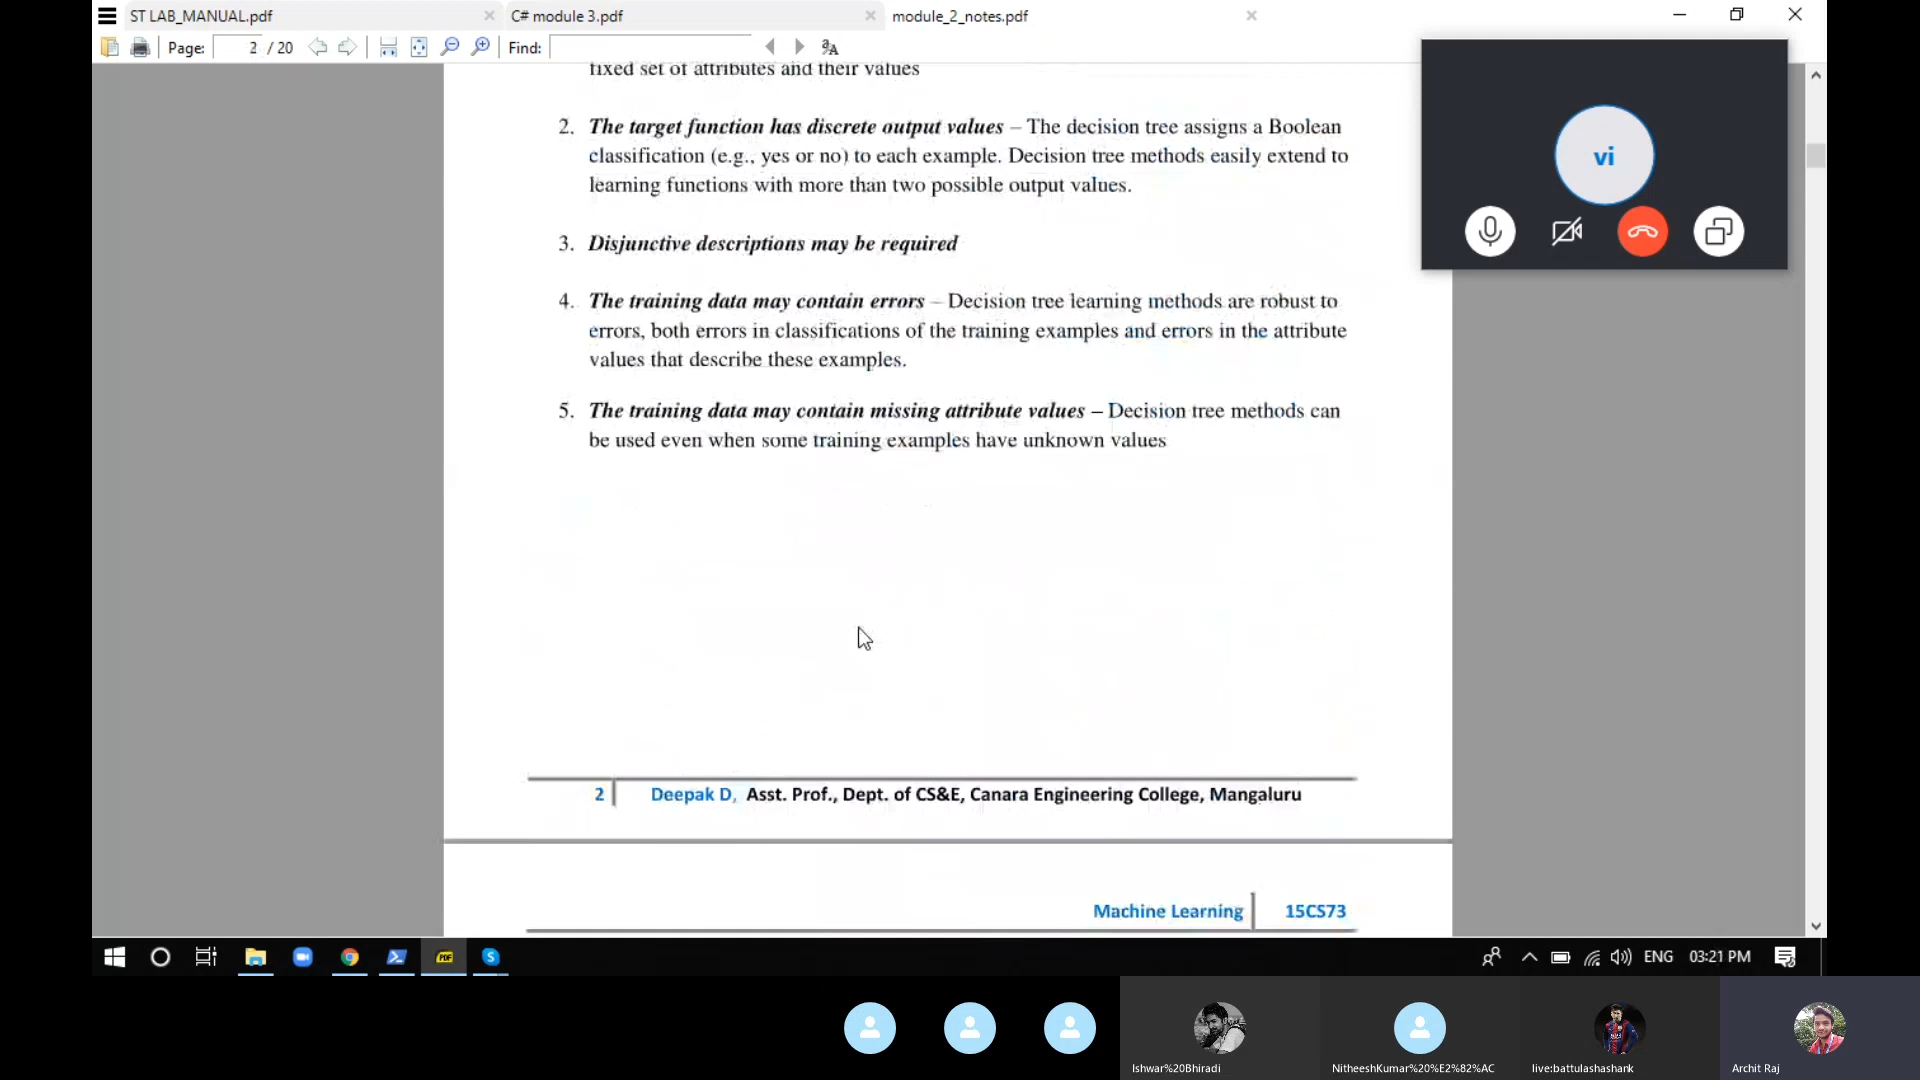 ST LAB_MANUAL.pdf
C# module 3.pdf
module_2_notes.pdf
Page: 2 / 20
Find:
fixed set of attributes and their values
2. The target function has discrete output values – The decision tree assigns a Boolean
classification (e.g., yes or no) to each example. Decision tree methods easily extend to
learning functions with more than two possible output values.
3. Disjunctive descriptions may be required
4. The training data may contain errors – Decision tree learning methods are robust to
errors, both errors in classifications of the training examples and errors in the attribute
values that describe these examples.
5. The training data may contain missing attribute values – Decision tree methods can
be used even when some training examples have unknown values
2 Deepak D, Asst. Prof., Dept. of CS&E, Canara Engineering College, Mangaluru
Machine Learning 15CS73
vi
PDF
S
ENG 03:21 PM
Ishwar%20Bhiradi
NitheeshKumar%20%E2%82%AC
live:battulashashank
Archit Raj